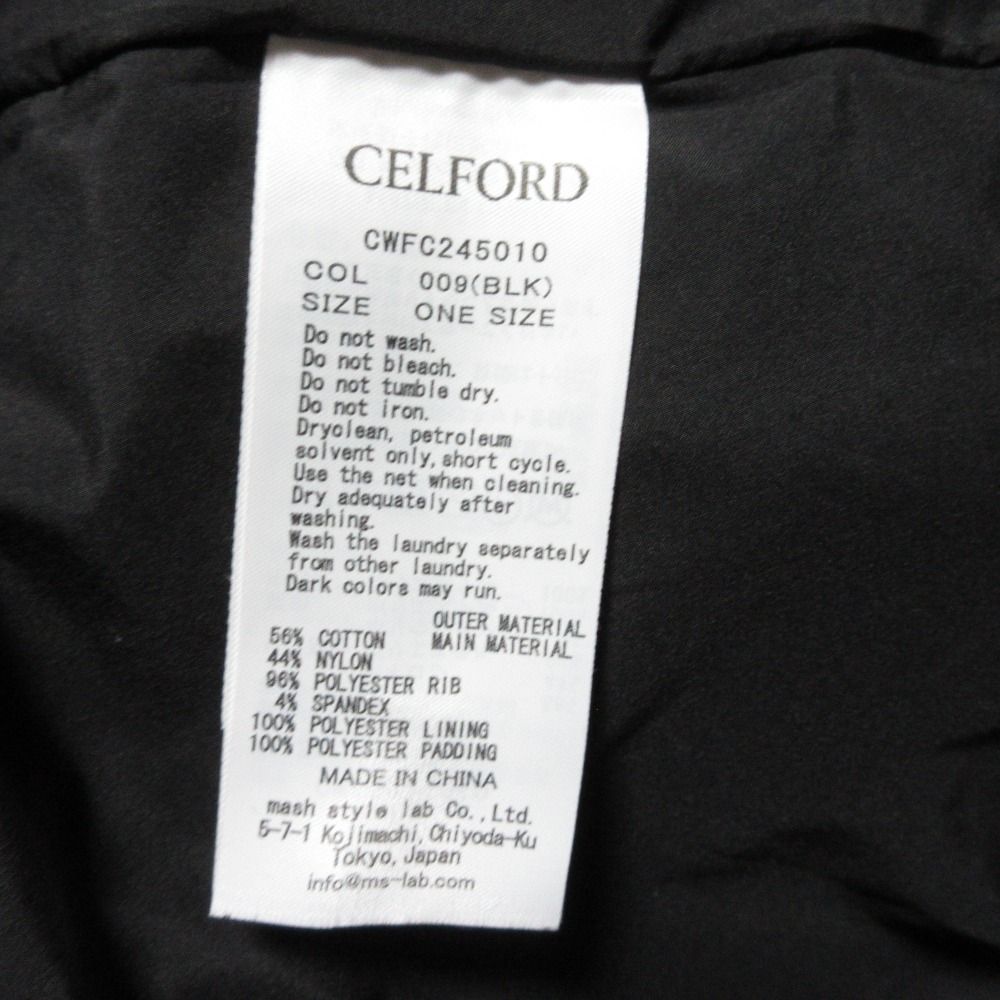 CELFORD
CWFC245010
COL 009(BLK)
SIZE ONE SIZE
Do not wash.
Do not bleach.
Do not tumble dry.
Do not iron.
Dryclean, petroleum
solvent only,short cycle.
Use the net when cleaning.
Dry adequately after
washing.
Wash the laundry separately
from other laundry.
Dark colors may run.
OUTER MATERIAL
56% COTTON MAIN MATERIAL
44% NYLON
96% POLYESTER RIB
4% SPANDEX
100% POLYESTER LINING
100% POLYESTER PADDING
MADE IN CHINA
mash style lab Co.,Ltd.
5-7-1 Kojimachi,Chiyoda-Ku
Tokyo,Japan
info@ms-lab.com